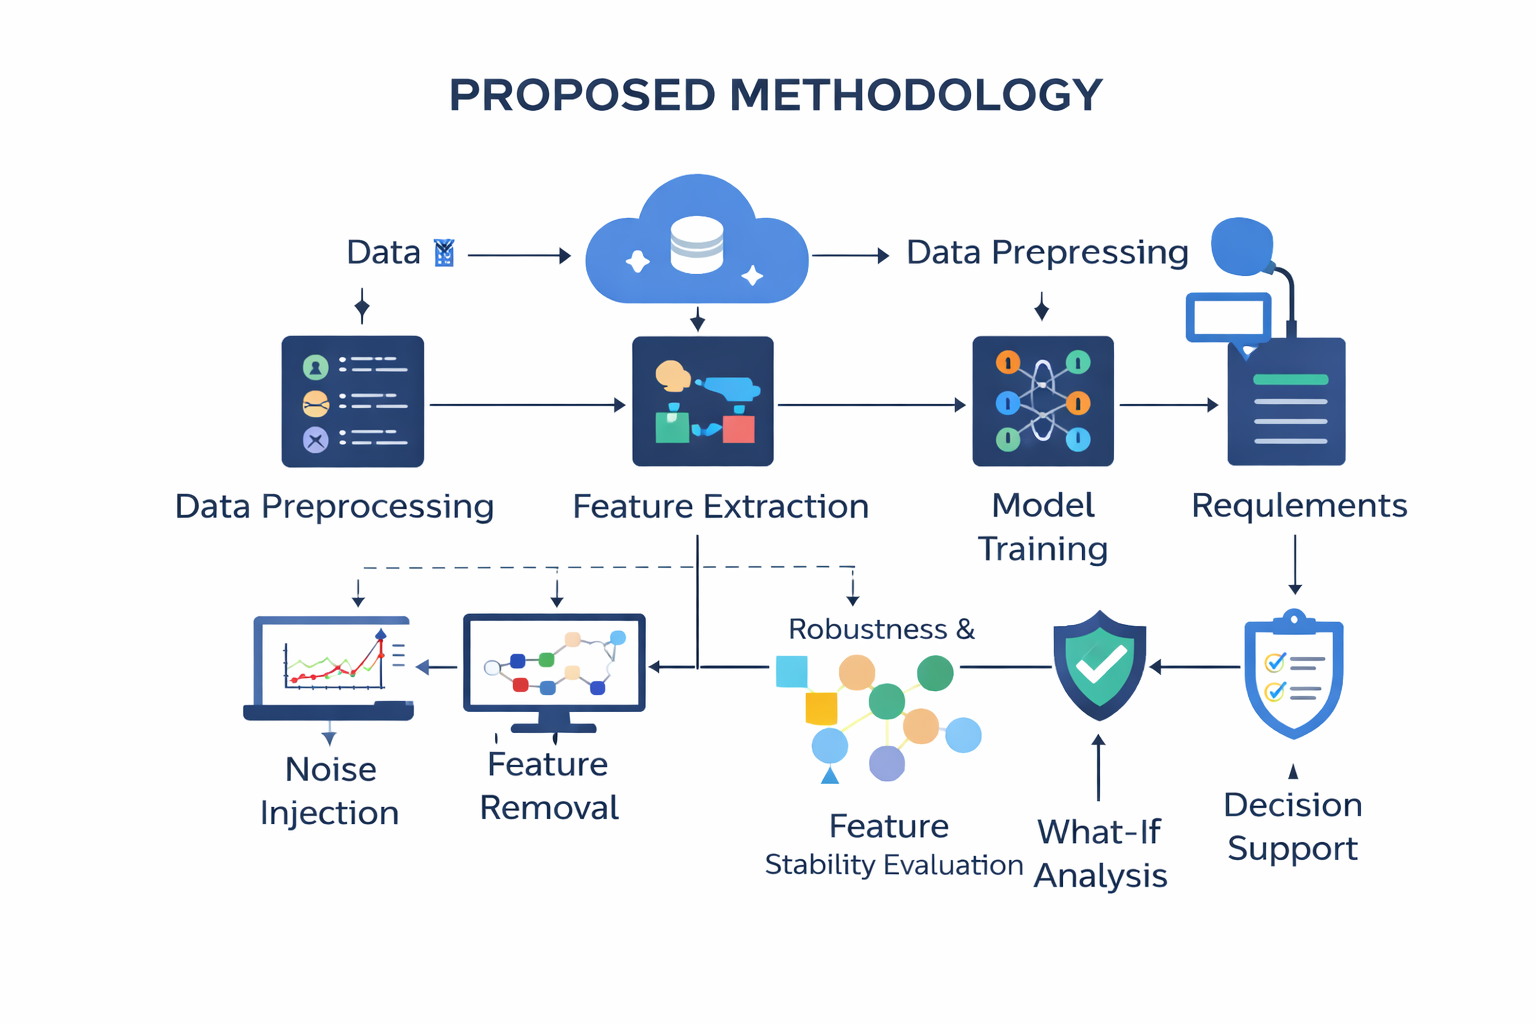 PROPOSED METHODOLOGY
Data
Data Prepressing
Data Preprocessing
Feature Extraction
Model
Training
Requlements
Robustness &
Noise
Injection
Feature
Removal
Feature
Stability Evaluation
What-If
Analysis
Decision
Support